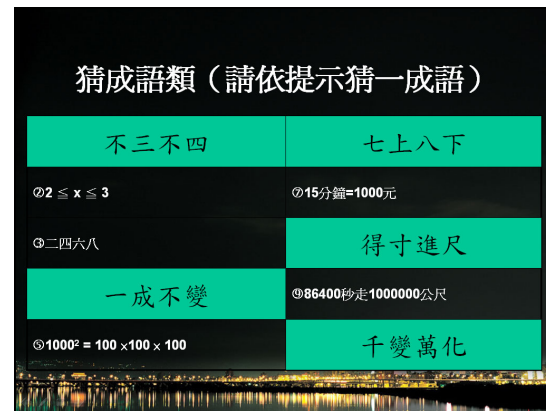 猜成語類（請依提示猜一成語）
不三不四
七上八下
②2 ≦ x ≦ 3
⑦15分鐘=1000元
③二四六八
得寸進尺
一成不變
⑨86400秒走1000000公尺
⑤1000² = 100 x100 x 100
千變萬化